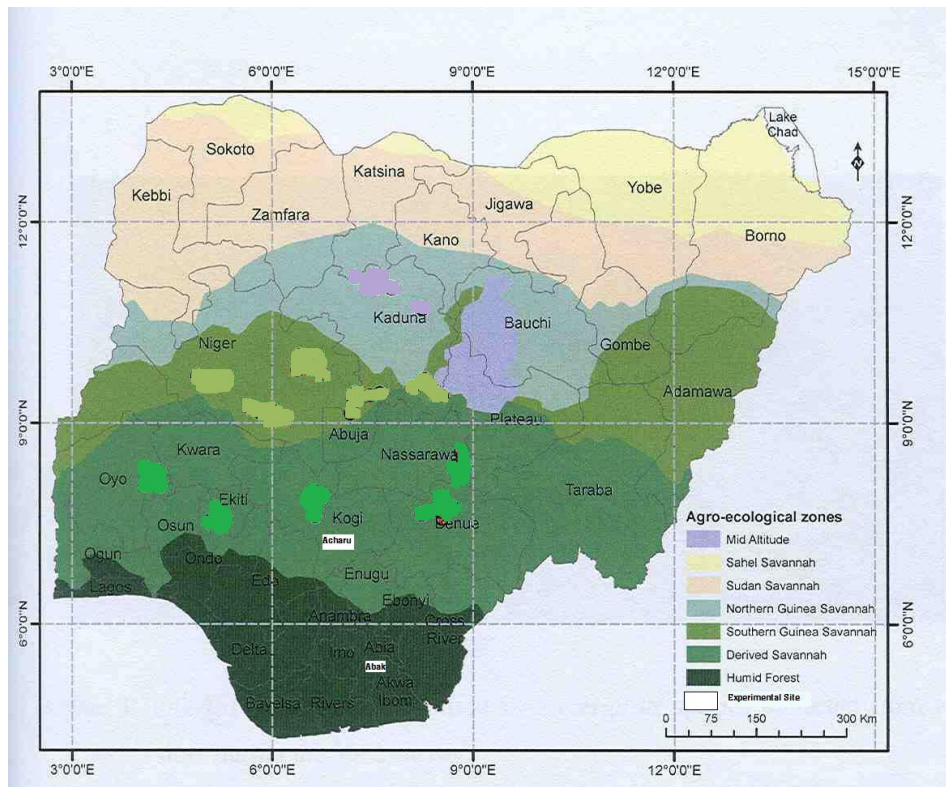 3°0'0"E 6°0'0"E 9°0'0"E 12°0'0"E 15°0'0"E
Lake
Chad
N
Sokoto
Katsina
Kebbi
Yobe
Jigawa
Zamfara
12°0'0"N 12°0'0"N
Kano
Borno
Kaduna
Bauchi
Niger
Gombe
Adamawa
Plateau
9°0'0"N 9°0'0"N
Abuja
Kwara
Nassarawa
Oyo
Taraba
Ekiti
Kogi
Osun
Benue
Acharu
Ogun
Ondo
Enugu
Lagos
Edo
Ebonyi
Anambra
Cross
River
6°0'0"N 6°0'0"N
Delta
Imo
Abia
Abak
Akwa
Ibom
Bayelsa
Rivers
Agro-ecological zones
Mid Altitude
Sahel Savannah
Sudan Savannah
Northern Guinea Savannah
Southern Guinea Savannah
Derived Savannah
Humid Forest
Experimental Site
0 75 150 300 Km
3°0'0"E 6°0'0"E 9°0'0"E 12°0'0"E